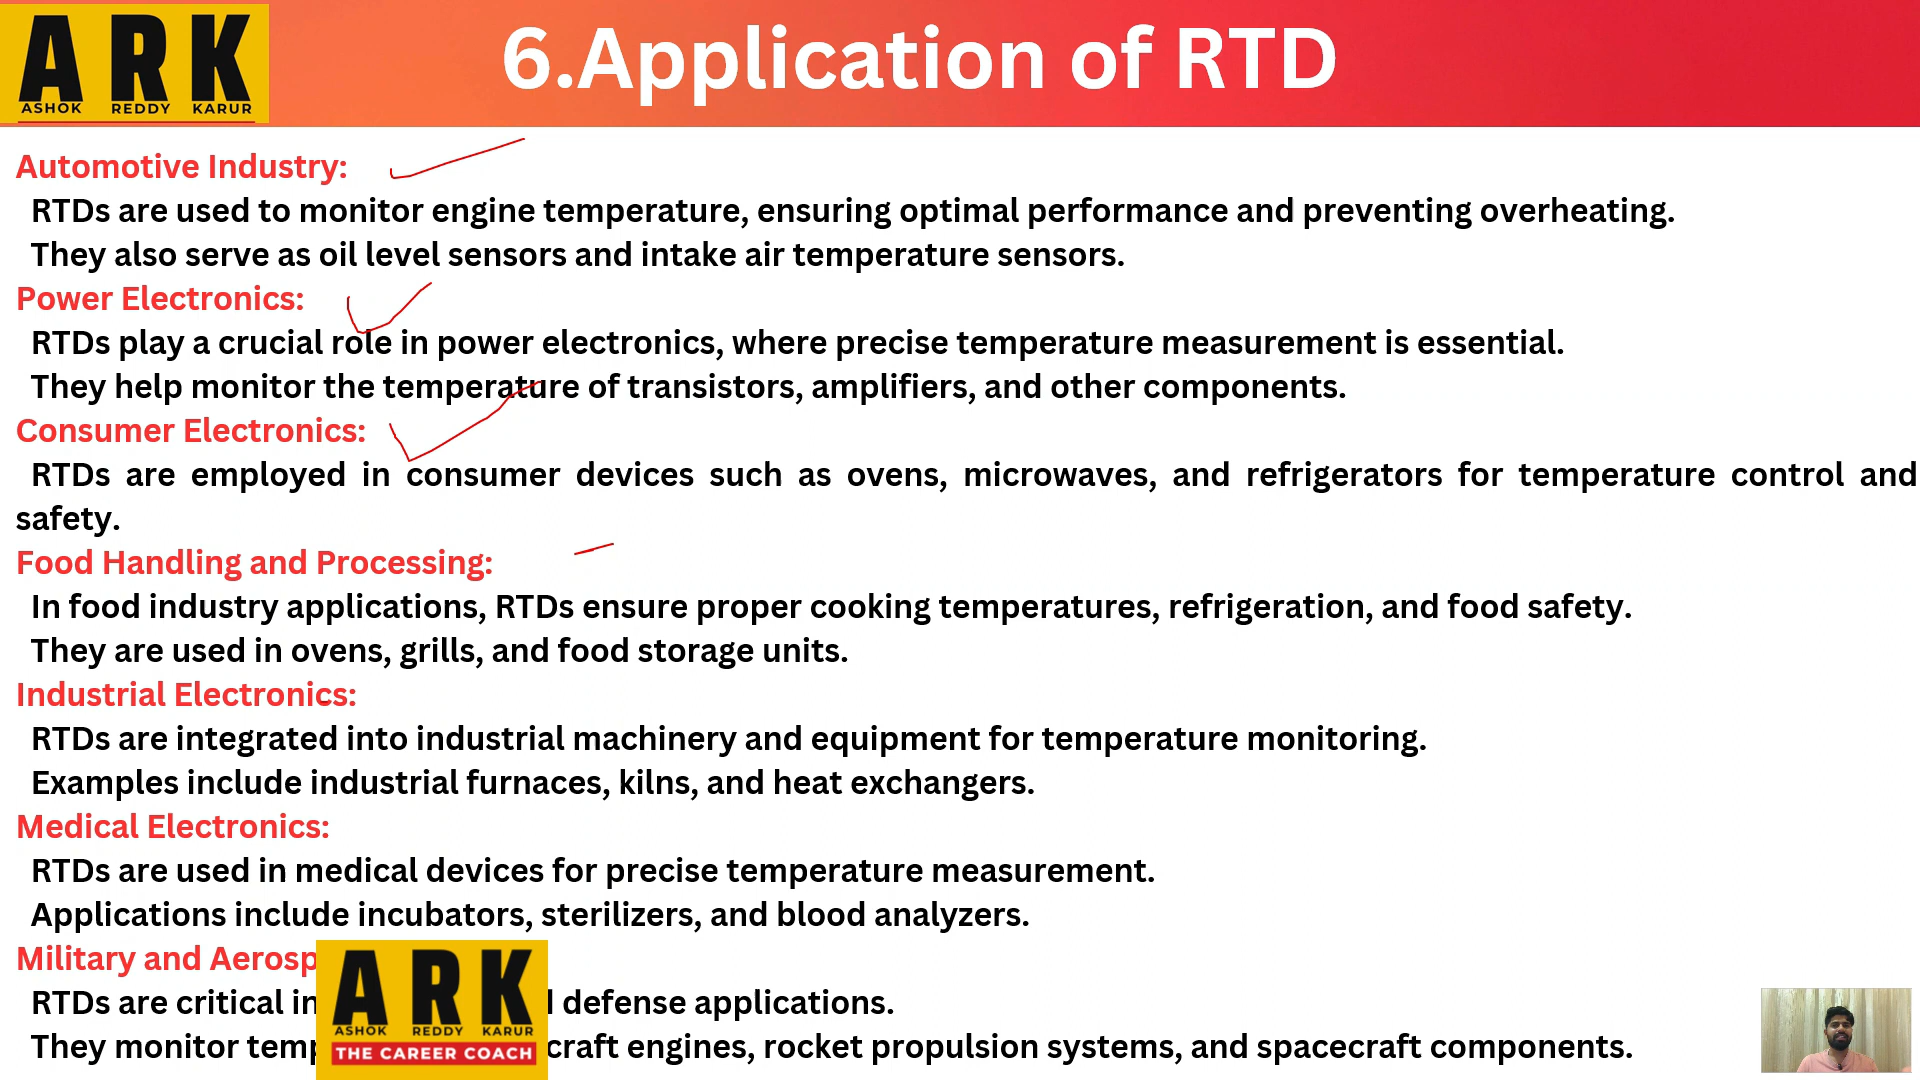 ARK
ASHOK REDDY KARUR
6.Application of RTD
Automotive Industry:
RTDs are used to monitor engine temperature, ensuring optimal performance and preventing overheating.
They also serve as oil level sensors and intake air temperature sensors.
Power Electronics:
RTDs play a crucial role in power electronics, where precise temperature measurement is essential.
They help monitor the temperature of transistors, amplifiers, and other components.
Consumer Electronics:
RTDs are employed in consumer devices such as ovens, microwaves, and refrigerators for temperature control and
safety.
Food Handling and Processing:
In food industry applications, RTDs ensure proper cooking temperatures, refrigeration, and food safety.
They are used in ovens, grills, and food storage units.
Industrial Electronics:
RTDs are integrated into industrial machinery and equipment for temperature monitoring.
Examples include industrial furnaces, kilns, and heat exchangers.
Medical Electronics:
RTDs are used in medical devices for precise temperature measurement.
Applications include incubators, sterilizers, and blood analyzers.
Military and
RTDs are critical in defense applications.
They monitor engines, rocket propulsion systems, and spacecraft components.
ARK
ASHOK REDDY KARUR
THE CAREER COACH